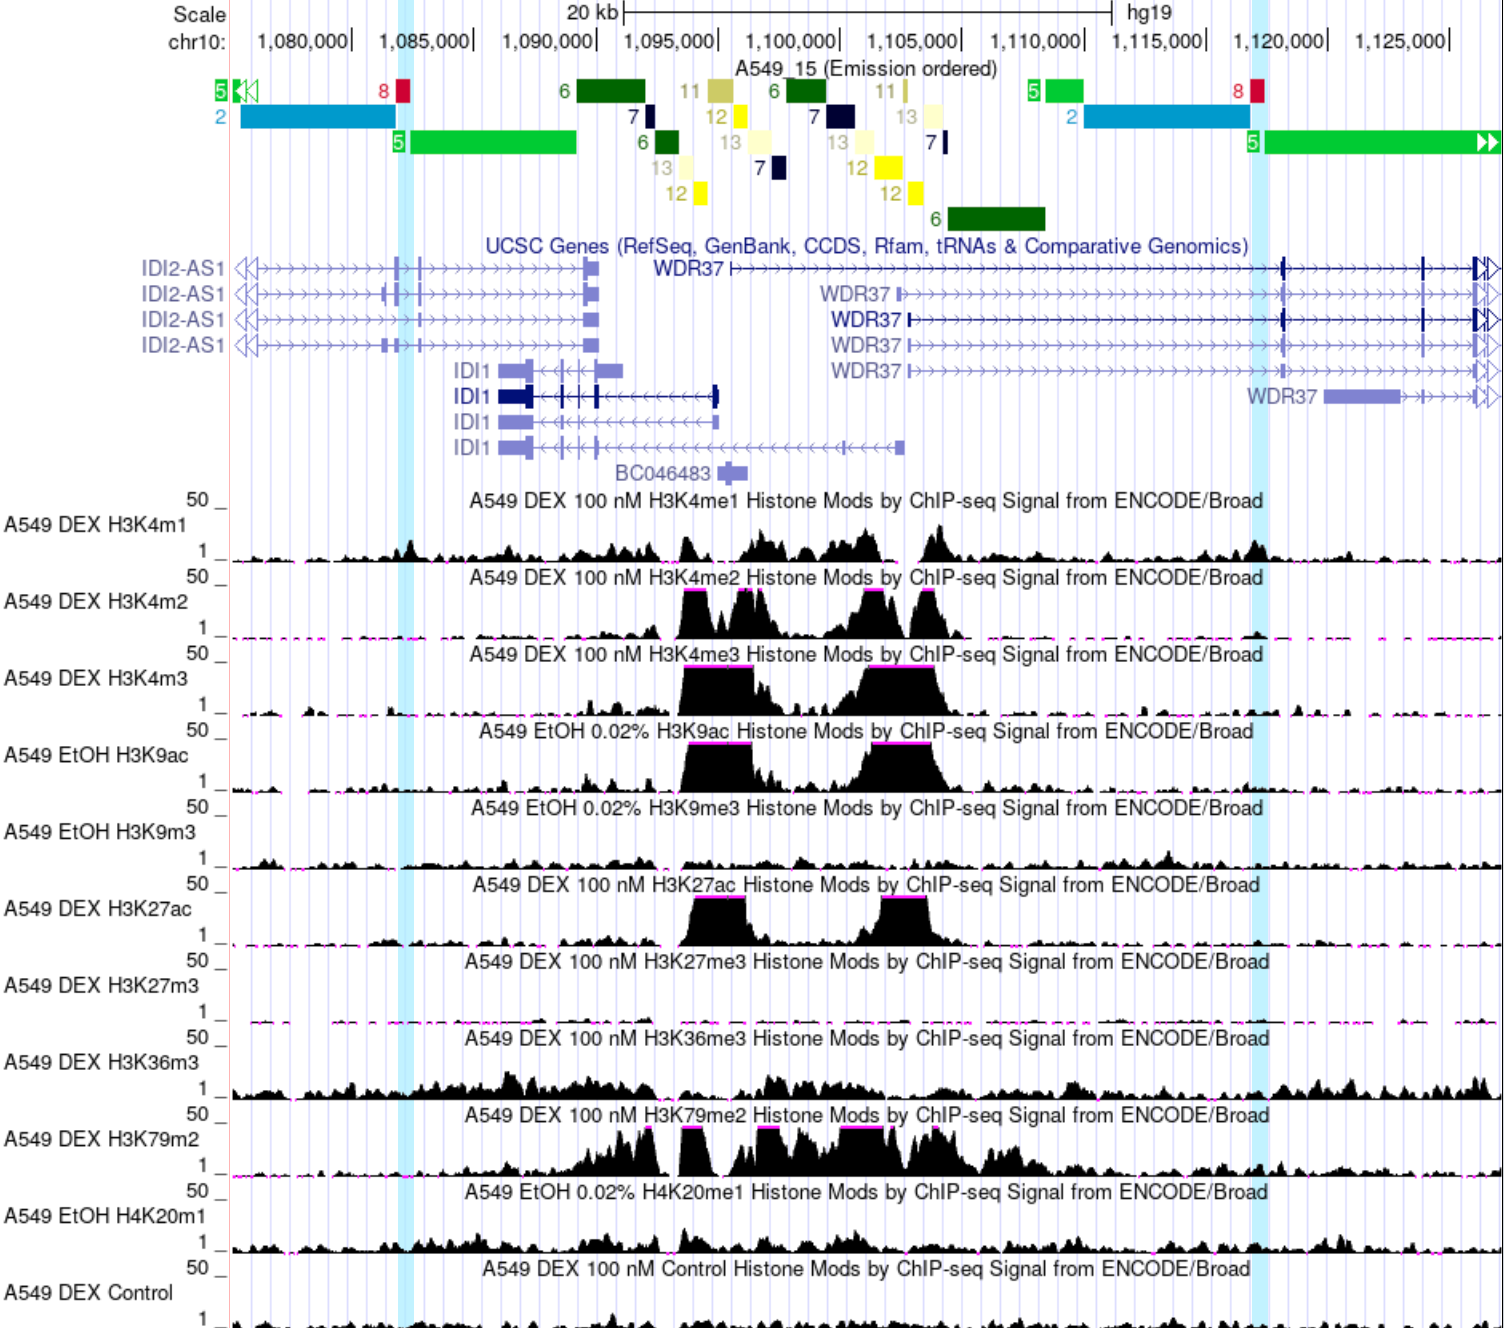 Scale 20 kb hg19
chr10: 1,080,000 1,085,000 1,090,000 1,095,000 1,100,000 1,105,000 1,110,000 1,115,000 1,120,000 1,125,000
A549_15 (Emission ordered)
5 8 6 11 6 11 5 8
2 7 12 7 13 2
5 6 13 13 7 5
13 7 12
12 12
6
UCSC Genes (RefSeq, GenBank, CCDS, Rfam, tRNAs & Comparative Genomics)
IDI2-AS1 WDR37
IDI2-AS1 WDR37
IDI2-AS1 WDR37
IDI2-AS1 WDR37
IDI1 WDR37
IDI1 WDR37
IDI1
IDI1
BC046483
50 A549 DEX 100 nM H3K4me1 Histone Mods by ChIP-seq Signal from ENCODE/Broad
A549 DEX H3K4m1
1
50 A549 DEX 100 nM H3K4me2 Histone Mods by ChIP-seq Signal from ENCODE/Broad
A549 DEX H3K4m2
1
50 A549 DEX 100 nM H3K4me3 Histone Mods by ChIP-seq Signal from ENCODE/Broad
A549 DEX H3K4m3
1
50 A549 EtOH 0.02% H3K9ac Histone Mods by ChIP-seq Signal from ENCODE/Broad
A549 EtOH H3K9ac
1
50 A549 EtOH 0.02% H3K9me3 Histone Mods by ChIP-seq Signal from ENCODE/Broad
A549 EtOH H3K9m3
1
50 A549 DEX 100 nM H3K27ac Histone Mods by ChIP-seq Signal from ENCODE/Broad
A549 DEX H3K27ac
1
50 A549 DEX 100 nM H3K27me3 Histone Mods by ChIP-seq Signal from ENCODE/Broad
A549 DEX H3K27m3
1
50 A549 DEX 100 nM H3K36me3 Histone Mods by ChIP-seq Signal from ENCODE/Broad
A549 DEX H3K36m3
1
50 A549 DEX 100 nM H3K79me2 Histone Mods by ChIP-seq Signal from ENCODE/Broad
A549 DEX H3K79m2
1
50 A549 EtOH 0.02% H4K20me1 Histone Mods by ChIP-seq Signal from ENCODE/Broad
A549 EtOH H4K20m1
1
50 A549 DEX 100 nM Control Histone Mods by ChIP-seq Signal from ENCODE/Broad
A549 DEX Control
1